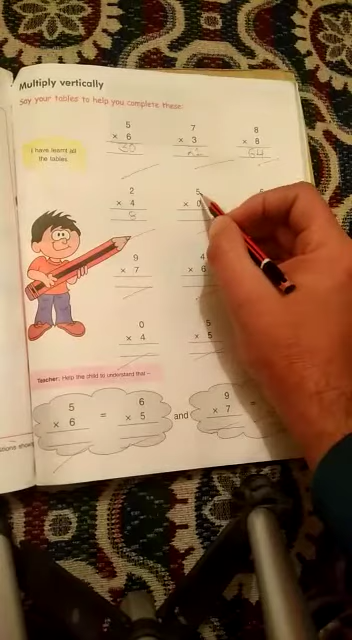 Multiply vertically
Say your tables to help you complete these:
I have learnt all
the tables
5 7 8
× 6 × 3 × 8
30 21 64
2 5 6
× 4 × 0
8
9 4
× 7 × 6
0 5
× 4 × 5
Teacher: Help the child to understand that –
5 6 9
× 6 = × 5 and × 7 =